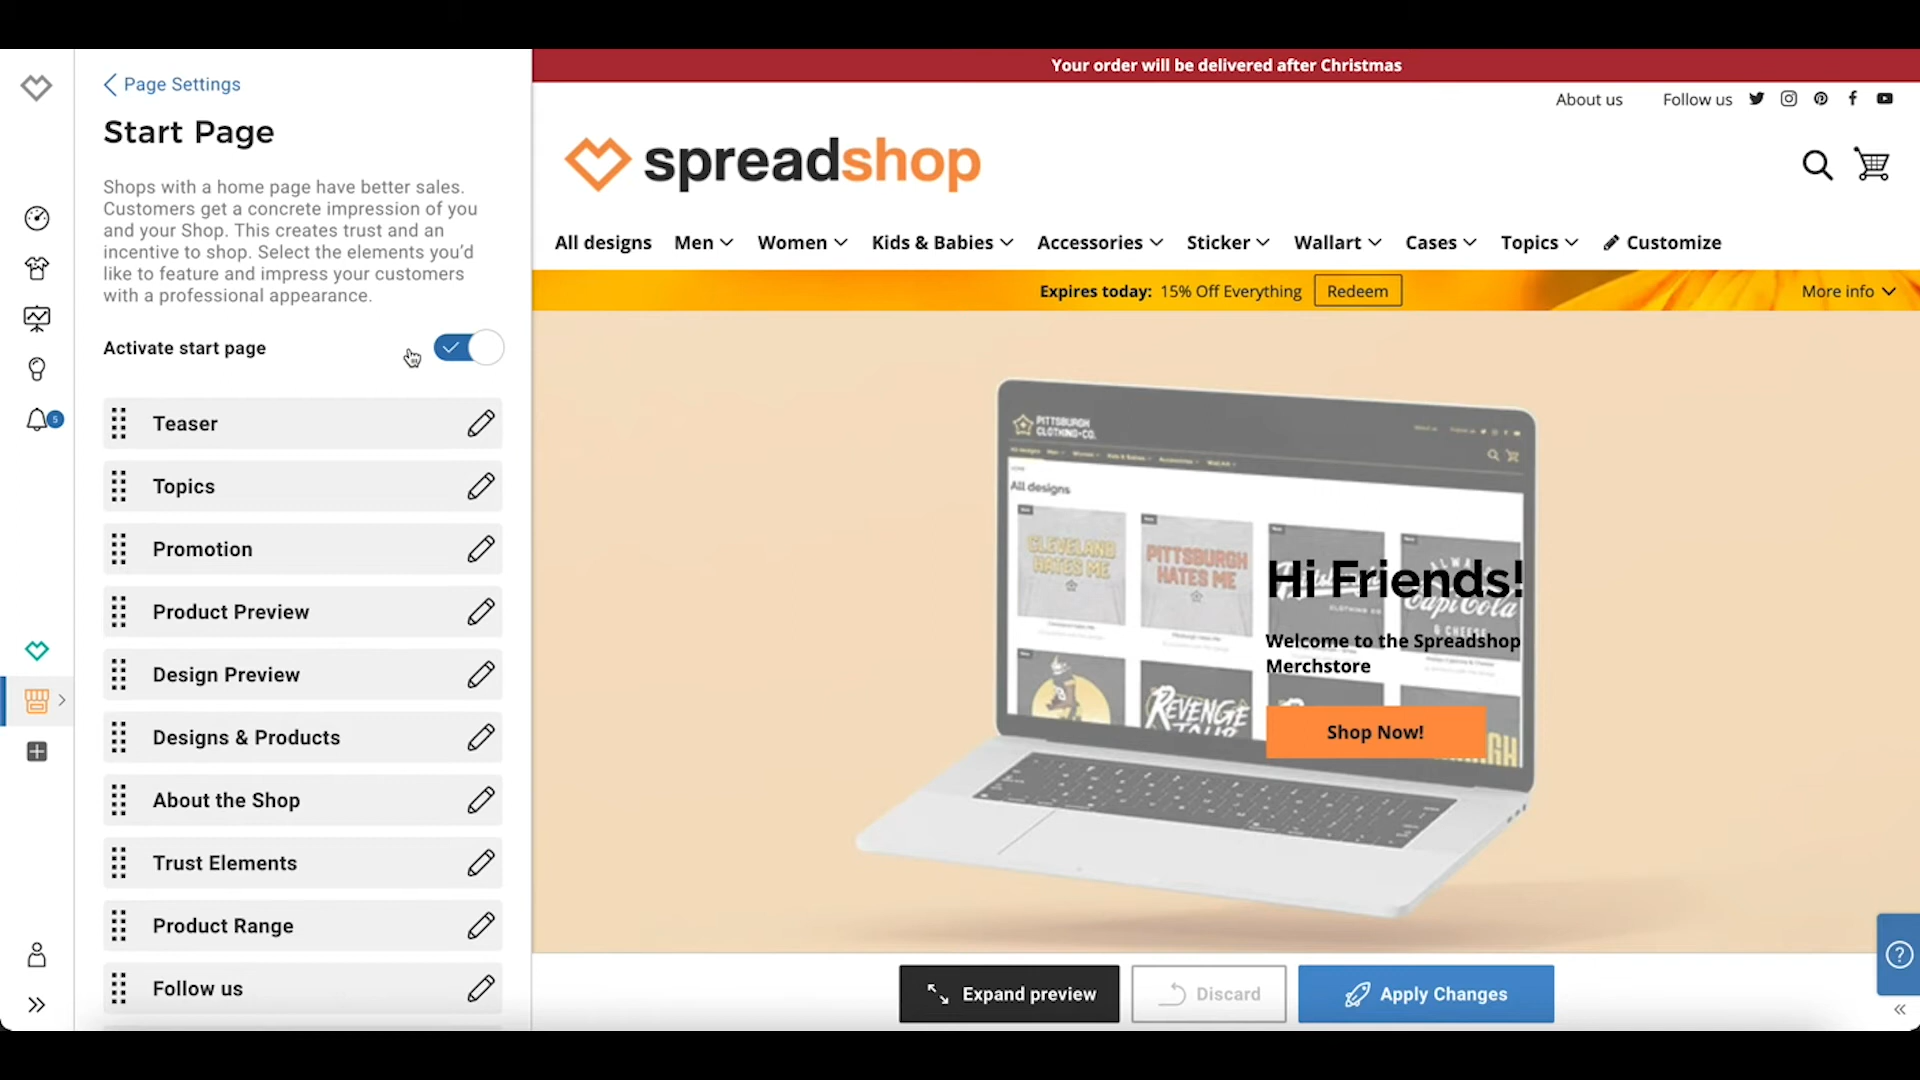 Page Settings
Start Page
Shops with a home page have better sales.
Customers get a concrete impression of you
and your Shop. This creates trust and an
incentive to shop. Select the elements you'd
like to feature and impress your customers
with a professional appearance.
Activate start page
5
Teaser
Topics
Promotion
Product Preview
Design Preview
Designs & Products
About the Shop
Trust Elements
Product Range
Follow us
Your order will be delivered after Christmas
About us Follow us
spreadshop
All designs Men Women Kids & Babies Accessories Sticker Wallart Cases Topics Customize
Expires today: 15% Off Everything Redeem More info
PITTSBURGH
CLOTHING-CO.
All designs
CLEVELAND
HATES ME
PITTSBURGH
HATES ME
Hi Friends!
Welcome to the Spreadshop
Merchstore
REVENGE
TOUR
Shop Now!
Expand preview Discard Apply Changes